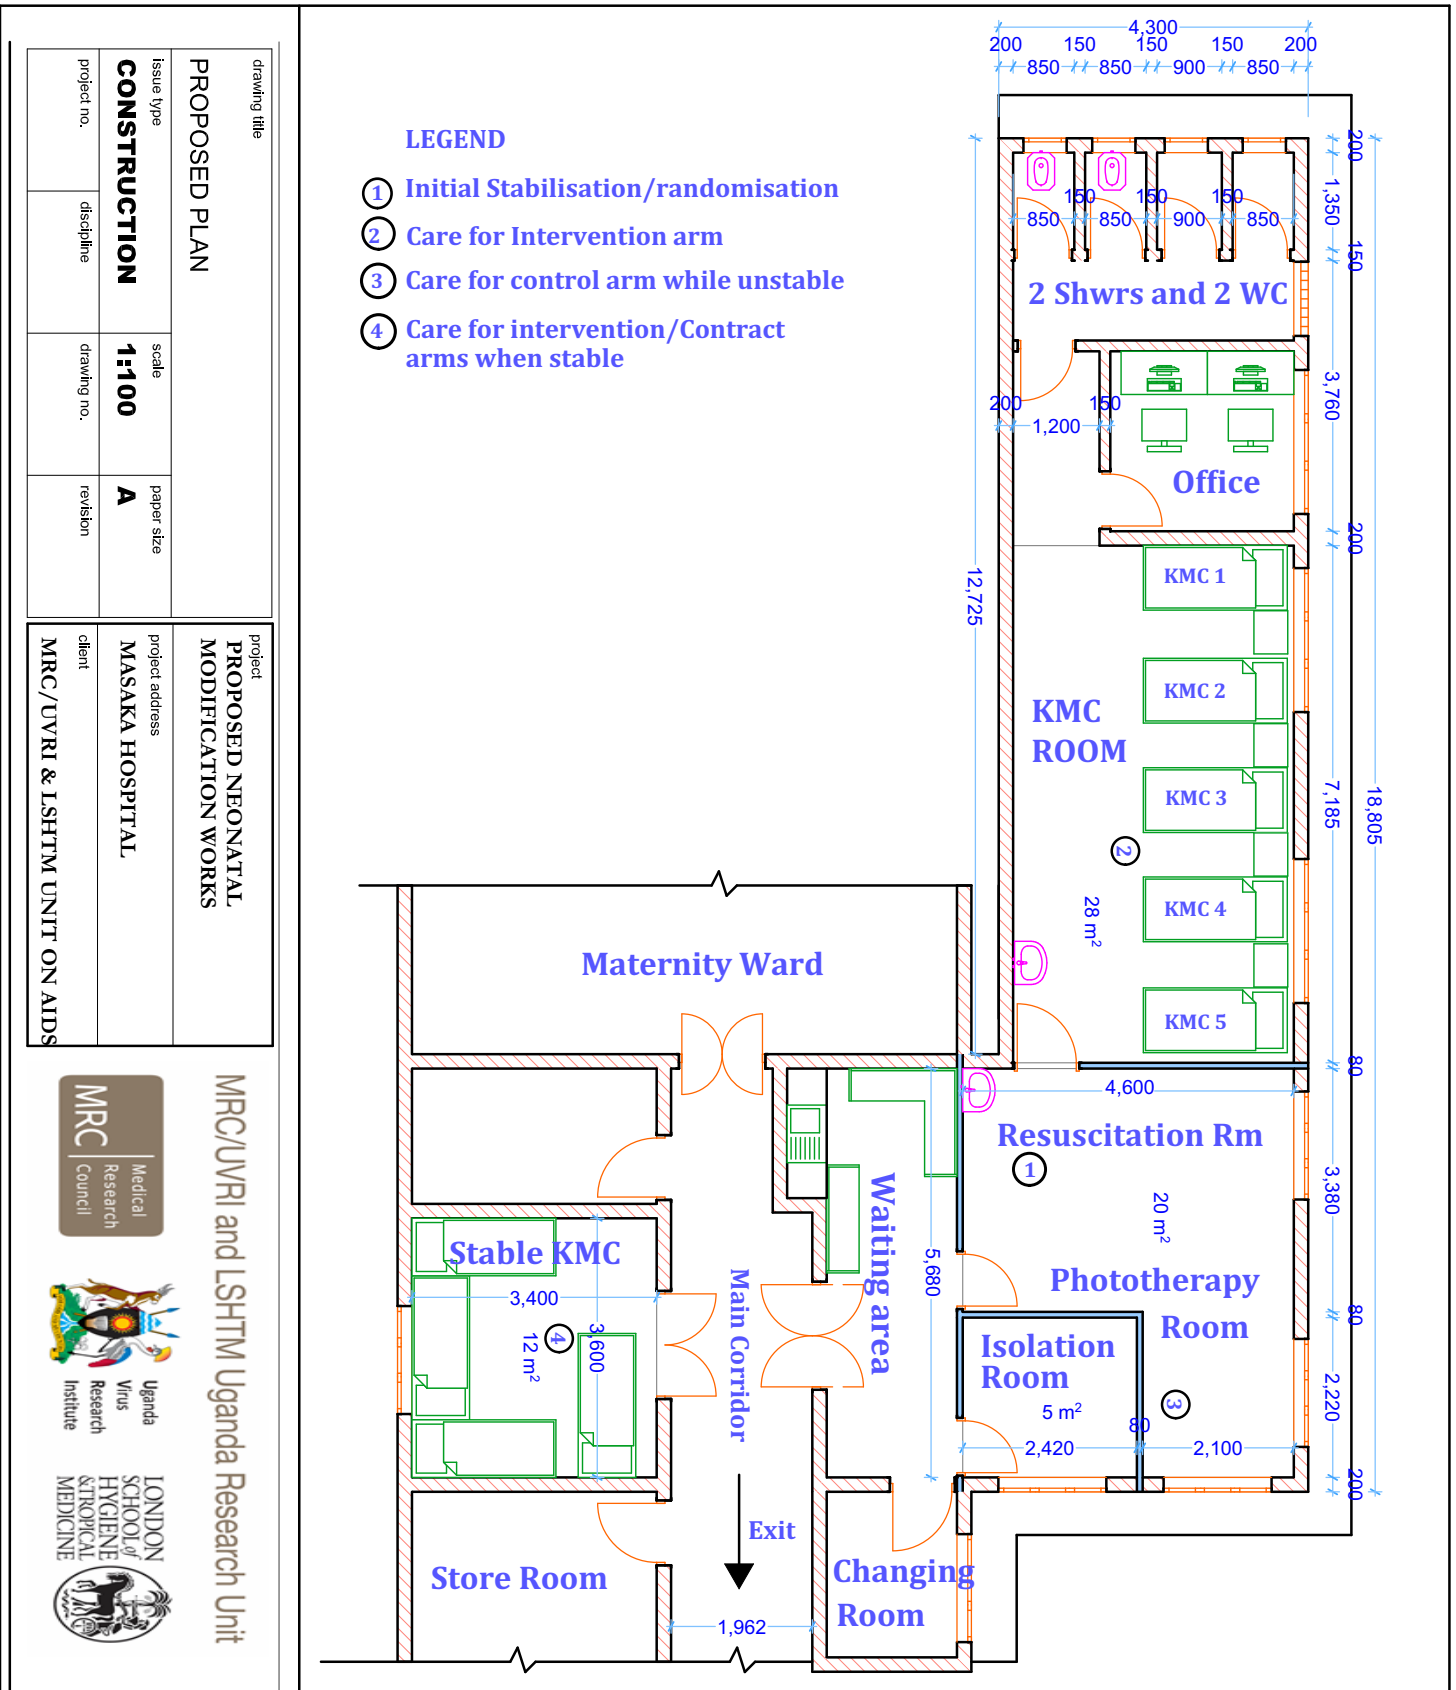 drawing title
PROPOSED PLAN
issue type
CONSTRUCTION
scale
1:100
paper size
A
project no.
discipline
drawing no.
revision
project
PROPOSED NEONATAL
MODIFICATION WORKS
project address
MASAKA HOSPITAL
client
MRC/UVRI & LSHTM UNIT ON AIDS
MRC/UVRI and LSHTM Uganda Research Unit
MRC
Medical
Research
Council
Uganda
Virus
Research
Institute
LONDON
SCHOOL of
HYGIENE
&TROPICAL
MEDICINE
LEGEND
1 Initial Stabilisation/randomisation
2 Care for Intervention arm
3 Care for control arm while unstable
4 Care for intervention/Contract
arms when stable
4,300
200 150 150 150 200
850 850 900 850
200
1,350
150
150 150 150
850 850 900 850
2 Shwrs and 2 WC
3,760
200 150
1,200
Office
200
12,725
18,805
7,185
KMC 1
KMC 2
KMC
ROOM
KMC 3
2
KMC 4
28 m²
KMC 5
80
Maternity Ward
4,600
Resuscitation Rm
1
20 m²
3,380
Phototherapy
Room
80
Waiting area
5,680
Stable KMC
3,400
3,600
4
12 m²
Main Corridor
Isolation
Room
5 m²
3
80
2,420
2,100
2,220
200
Exit
Store Room
Changing
Room
1,962